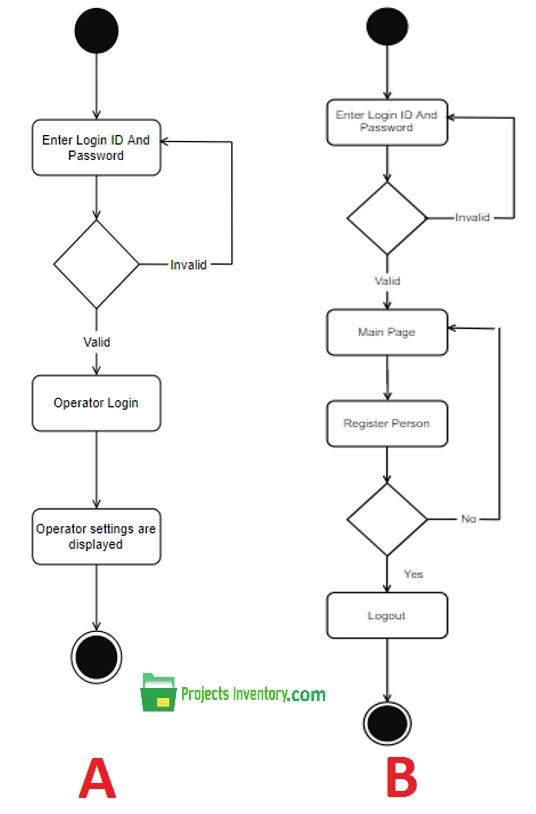 Enter Login ID And
Password
Invalid
Valid
Operator Login
Operator settings are
displayed
A
Enter Login ID And
Password
Invalid
Valid
Main Page
Register Person
No
Yes
Logout
B
Projects Inventory.com